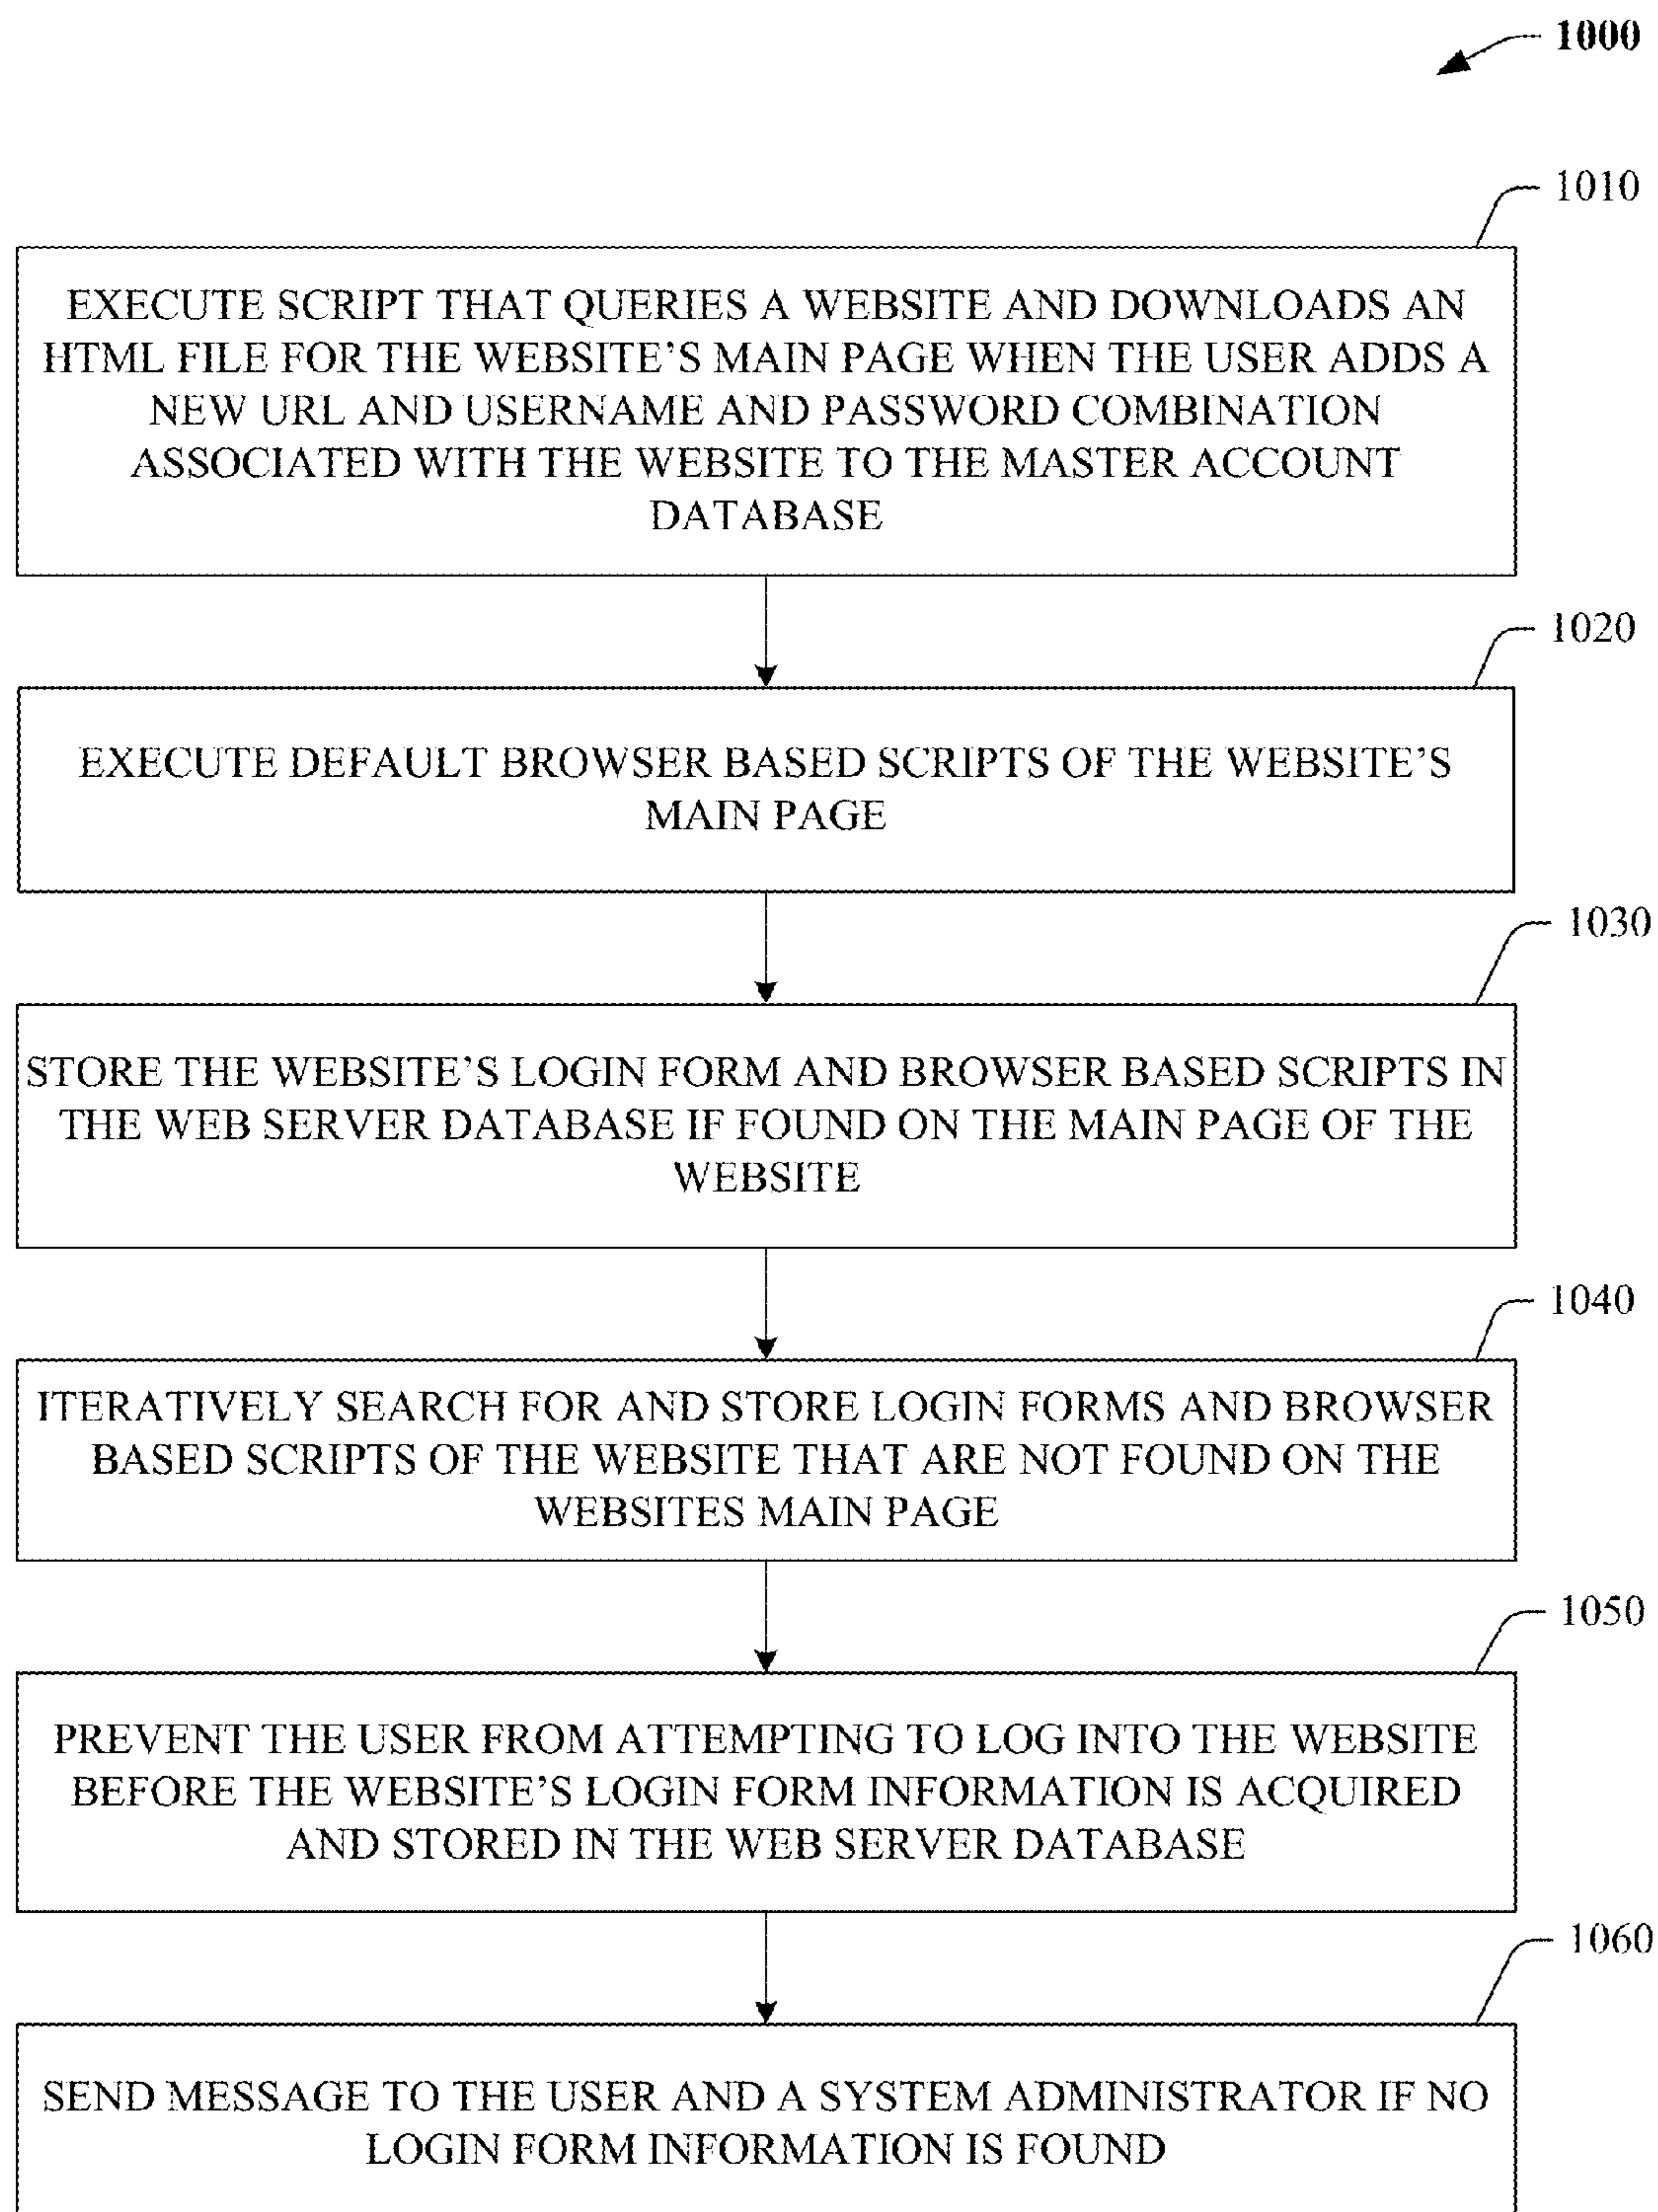 1000
1010
EXECUTE SCRIPT THAT QUERIES A WEBSITE AND DOWNLOADS AN
HTML FILE FOR THE WEBSITE'S MAIN PAGE WHEN THE USER ADDS A
NEW URL AND USERNAME AND PASSWORD COMBINATION
ASSOCIATED WITH THE WEBSITE TO THE MASTER ACCOUNT
DATABASE
1020
EXECUTE DEFAULT BROWSER BASED SCRIPTS OF THE WEBSITE'S
MAIN PAGE
1030
STORE THE WEBSITE'S LOGIN FORM AND BROWSER BASED SCRIPTS IN
THE WEB SERVER DATABASE IF FOUND ON THE MAIN PAGE OF THE
WEBSITE
1040
ITERATIVELY SEARCH FOR AND STORE LOGIN FORMS AND BROWSER
BASED SCRIPTS OF THE WEBSITE THAT ARE NOT FOUND ON THE
WEBSITES MAIN PAGE
1050
PREVENT THE USER FROM ATTEMPTING TO LOG INTO THE WEBSITE
BEFORE THE WEBSITE'S LOGIN FORM INFORMATION IS ACQUIRED
AND STORED IN THE WEB SERVER DATABASE
1060
SEND MESSAGE TO THE USER AND A SYSTEM ADMINISTRATOR IF NO
LOGIN FORM INFORMATION IS FOUND